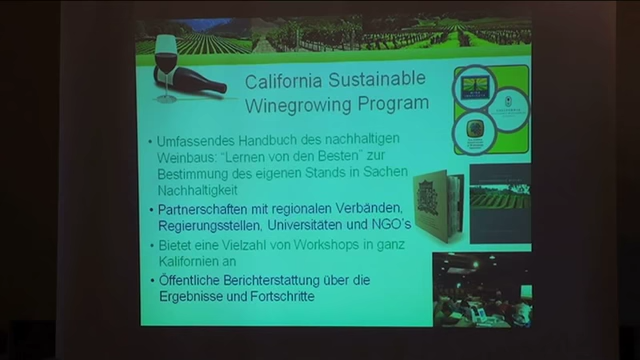 California Sustainable
Winegrowing Program
• Umfassendes Handbuch des nachhaltigen
Weinbaus: "Lernen von den Besten" zur
Bestimmung des eigenen Stands in Sachen
Nachhaltigkeit
• Partnerschaften mit regionalen Verbänden,
Regierungsstellen, Universitäten und NGO's
• Bietet eine Vielzahl von Workshops in ganz
Kalifornien an
• Öffentliche Berichterstattung über die
Ergebnisse und Fortschritte